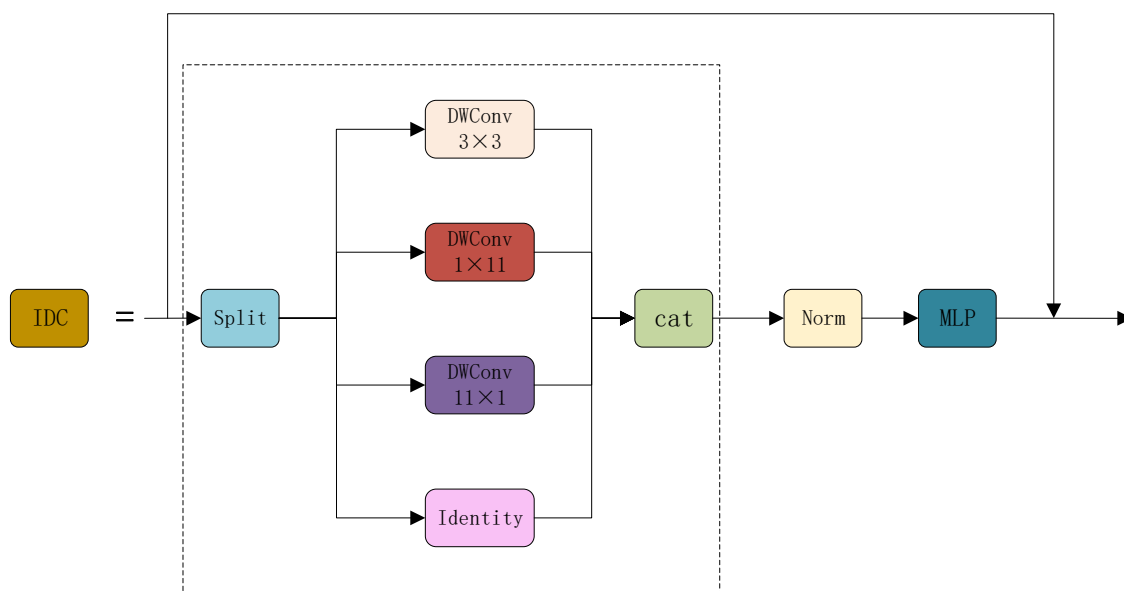 IDC
=
Split
DWConv
3×3
DWConv
1×11
DWConv
11×1
Identity
cat
Norm
MLP